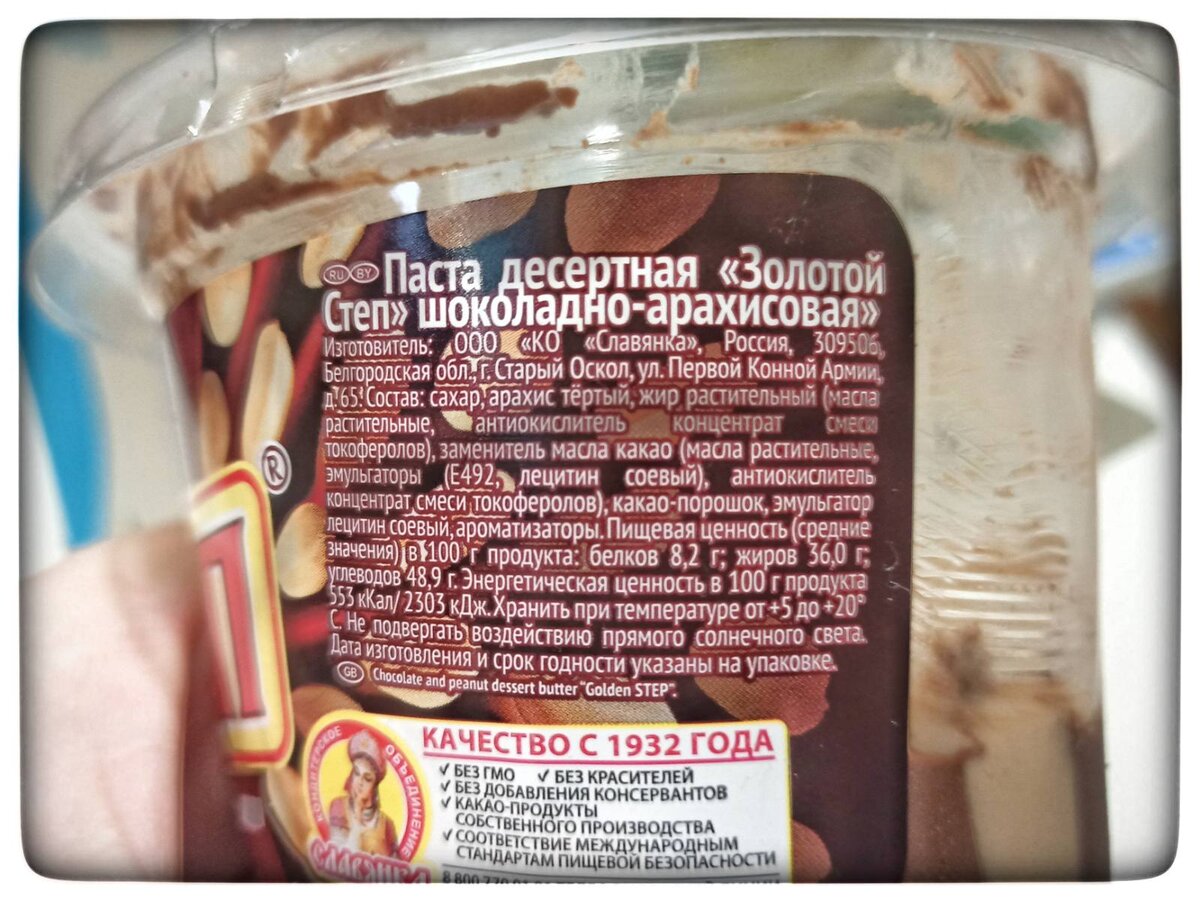 RU BY Паста десертная «Золотой
Степ» шоколадно-арахисовая»
Изготовитель: ООО «КО «Славянка», Россия, 309506,
Белгородская обл., г. Старый Оскол, ул. Первой Конной Армии,
д. 65. Состав: сахар, арахис тёртый, жир растительный (масла
растительные, антиокислитель концентрат смеси
токоферолов), заменитель масла какао (масла растительные,
эмульгаторы (Е492, лецитин соевый), антиокислитель
концентрат смеси токоферолов), какао-порошок, эмульгатор
лецитин соевый, ароматизаторы. Пищевая ценность (средние
значения) в 100 г продукта: белков 8,2 г; жиров 36,0 г;
углеводов 48,9 г. Энергетическая ценность в 100 г продукта
553 кКал/ 2303 кДж. Хранить при температуре от +5 до +20°
С. Не подвергать воздействию прямого солнечного света.
Дата изготовления и срок годности указаны на упаковке.
GB Chocolate and peanut dessert butter "Golden STEP".
П®
КАЧЕСТВО С 1932 ГОДА
✓ БЕЗ ГМО ✓ БЕЗ КРАСИТЕЛЕЙ
✓ БЕЗ ДОБАВЛЕНИЯ КОНСЕРВАНТОВ
✓ КАКАО-ПРОДУКТЫ
СОБСТВЕННОГО ПРОИЗВОДСТВА
✓ СООТВЕТСТВИЕ МЕЖДУНАРОДНЫМ
СТАНДАРТАМ ПИЩЕВОЙ БЕЗОПАСНОСТИ
КОНДИТЕРСКОЕ ОБЪЕДИНЕНИЕ
СЛАВЯНКА